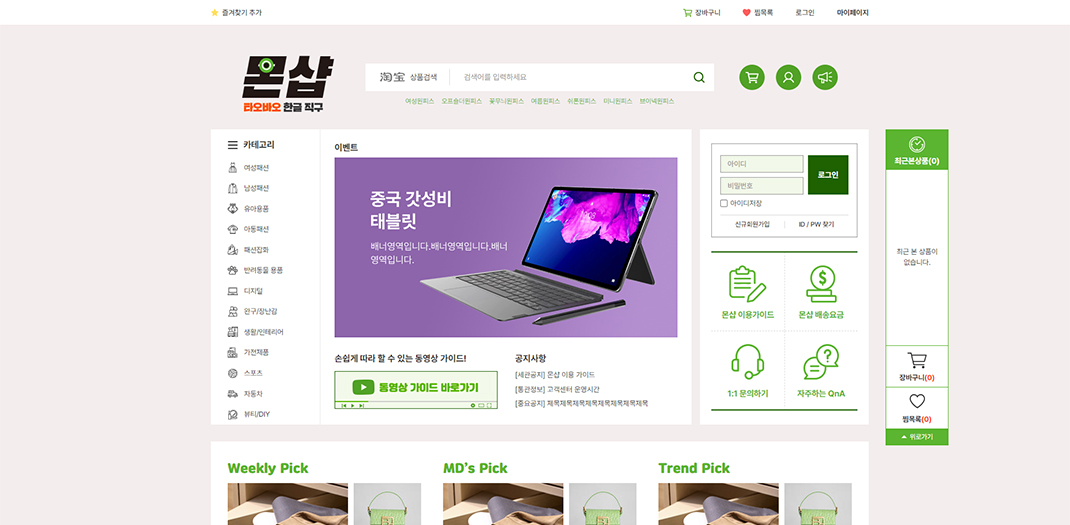 즐겨찾기 추가
장바구니
찜목록
로그인
마이페이지
몬샵
타오바오 한글 직구
淘宝 상품검색
검색어를 입력하세요
여성원피스 오프숄더원피스 꽃무늬원피스 여름원피스 쉬폰원피스 미니원피스 브이넥원피스
카테고리
여성패션
남성패션
유아용품
아동패션
패션잡화
반려동물 용품
디지털
완구/장난감
생활/인테리어
가전제품
스포츠
자동차
뷰티/DIY
이벤트
중국 갓성비
태블릿
배너영역입니다.배너영역입니다.배너
영역입니다.
손쉽게 따라 할 수 있는 동영상 가이드!
동영상 가이드 바로가기
공지사항
[세관공지] 몬샵 이용 가이드
[통관정보] 고객센터 운영시간
[중요공지] 제목제목제목제목제목제목제목제목
아이디
비밀번호
로그인
아이디저장
신규회원가입
ID / PW 찾기
몬샵 이용가이드
몬샵 배송요금
1:1 문의하기
자주하는 QnA
최근본상품(0)
최근 본 상품이
없습니다.
장바구니(0)
찜목록(0)
위로가기
Weekly Pick
MD's Pick
Trend Pick